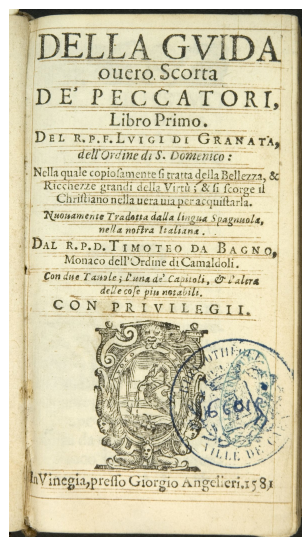 DELLA GVIDA
ouero Scorta
DE' PECCATORI,
Libro Primo.
DEL R. P. F. LVIGI DI GRANATA,
dell'Ordine di S. Domenico:
Nella quale copiosamente si tratta della Bellezza, &
Ricchezze grandi della Virtù; & si scorge il
Christiano nella uera uia per acquistarla.
Nuouamente Tradotta dalla lingua Spagnuola,
nella nostra Italiana.
DAL R. P. D. TIMOTEO DA BAGNO,
Monaco dell'Ordine di Camaldoli.
Con due Tauole; l'una de' Capitoli, & l'altra
delle cose piu notabili.
CON PRIVILEGII.
VILLE DE
In Vinegia, presso Giorgio Angelieri. 1581